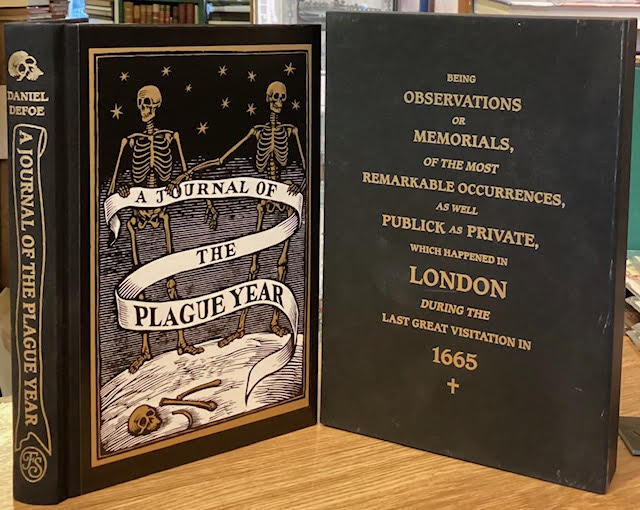 DANIEL
DEFOE
A JOURNAL OF THE PLAGUE YEAR
FS
A JOURNAL OF
THE
PLAGUE YEAR
BEING
OBSERVATIONS
OR
MEMORIALS,
OF THE MOST
REMARKABLE OCCURRENCES,
AS WELL
PUBLICK AS PRIVATE,
WHICH HAPPENED IN
LONDON
DURING THE
LAST GREAT VISITATION IN
1665